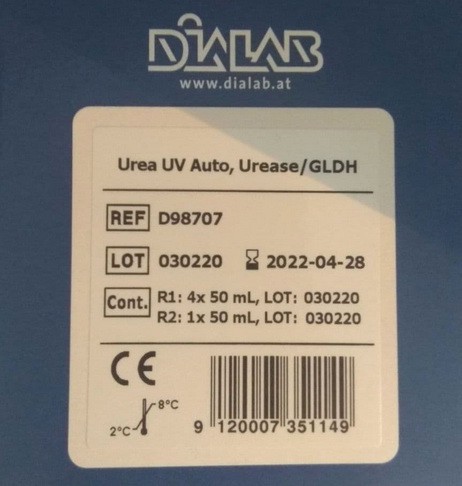 DIALAB
www.dialab.at
Urea UV Auto, Urease/GLDH
REF D98707
LOT 030220 2022-04-28
Cont. R1: 4x 50 mL, LOT: 030220
R2: 1x 50 mL, LOT: 030220
CE
8°C
2°C
9 120007 351149